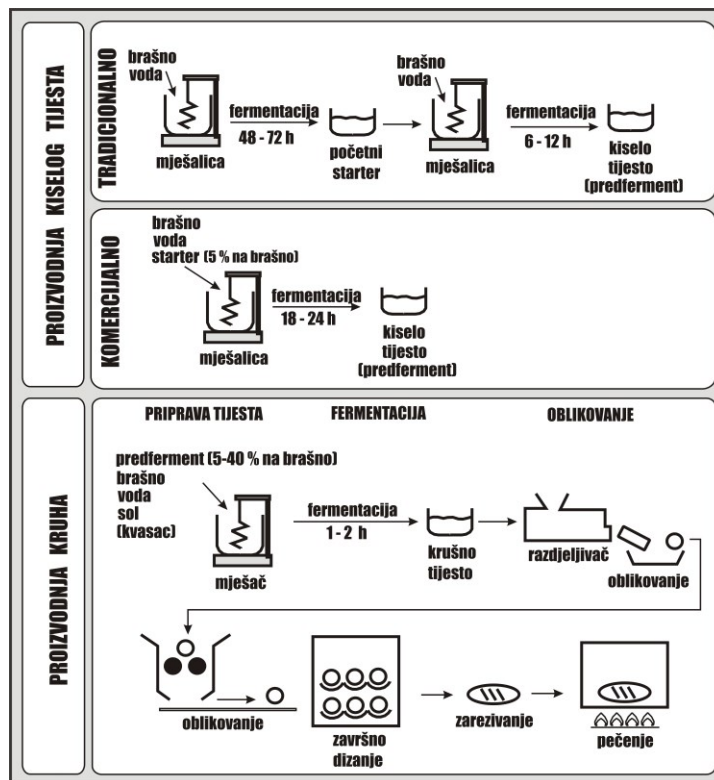 PROIZVODNJA KISELOG TIJESTA
TRADICIONALNO
brašno
voda
mješalica
fermentacija
48 - 72 h
početni
starter
brašno
voda
mješalica
fermentacija
6 - 12 h
kiselo
tijesto
(predferment)
KOMERCIJALNO
brašno
voda
starter (5 % na brašno)
mješalica
fermentacija
18 - 24 h
kiselo
tijesto
(predferment)
PROIZVODNJA KRUHA
PRIPRAVA TIJESTA
FERMENTACIJA
OBLIKOVANJE
predferment (5-40 % na brašno)
brašno
voda
sol
(kvasac)
mješač
fermentacija
1 - 2 h
krušno
tijesto
razdjeljivač
oblikovanje
oblikovanje
završno
dizanje
zarezivanje
pečenje